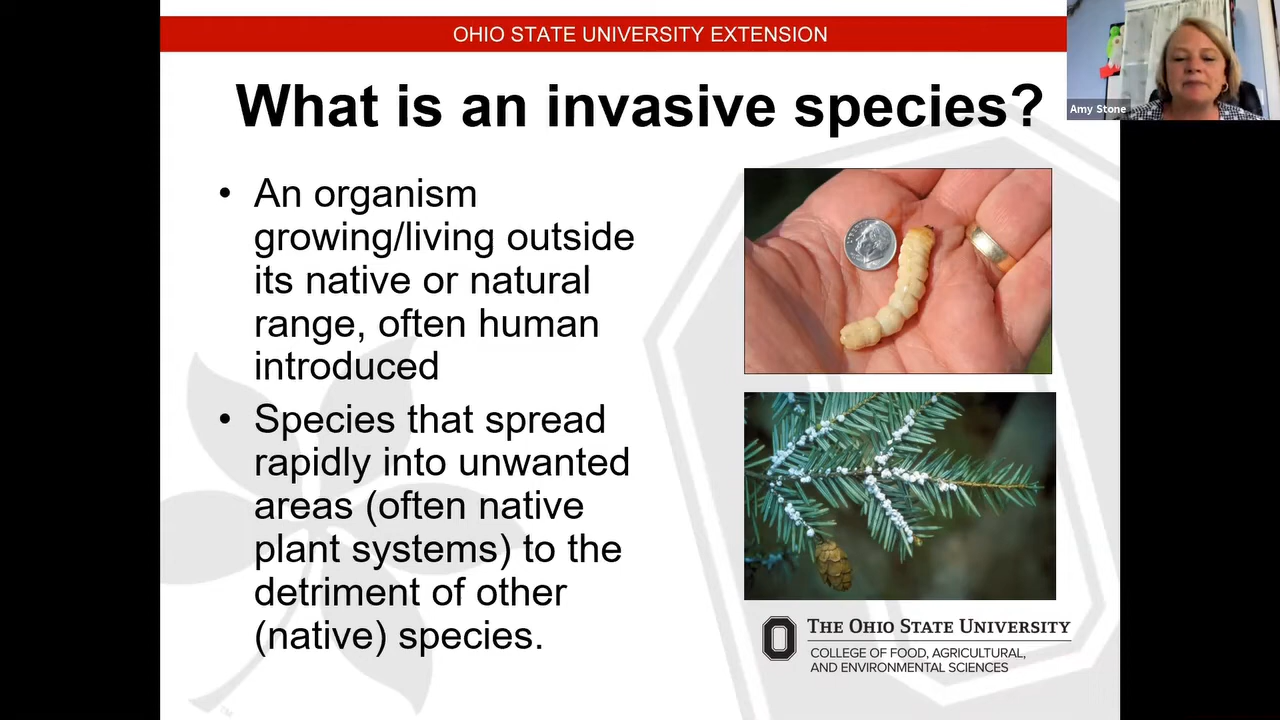 OHIO STATE UNIVERSITY EXTENSION
What is an invasive species?
Amy Stone
• An organism
growing/living outside
its native or natural
range, often human
introduced
• Species that spread
rapidly into unwanted
areas (often native
plant systems) to the
detriment of other
(native) species.
THE OHIO STATE UNIVERSITY
COLLEGE OF FOOD, AGRICULTURAL,
AND ENVIRONMENTAL SCIENCES
TM